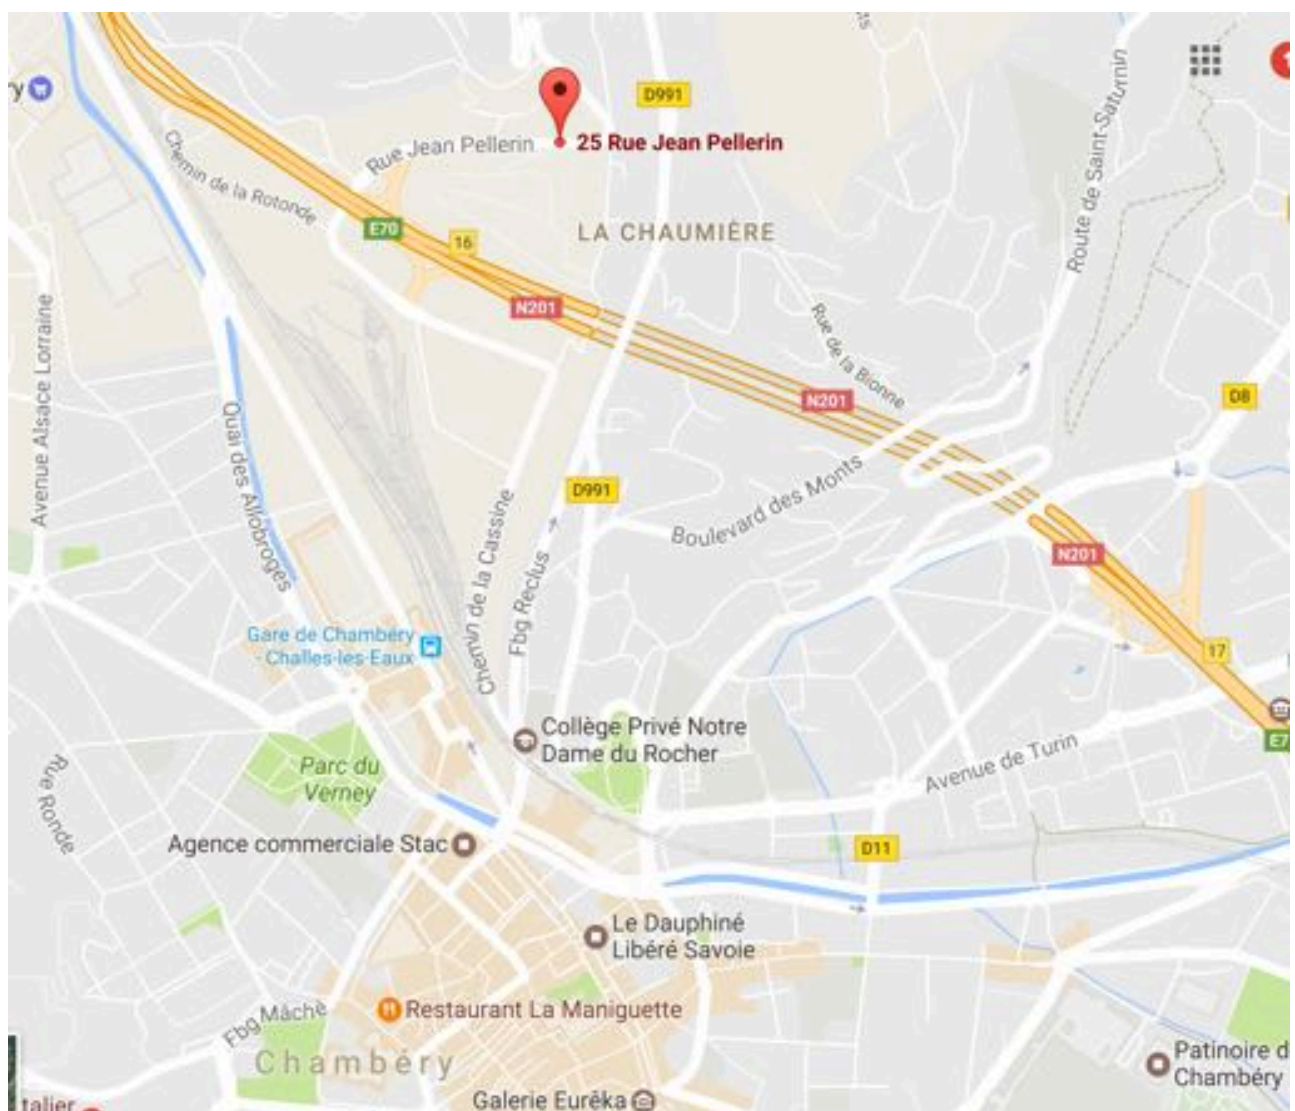 D991
Rue Jean Pellerin
25 Rue Jean Pellerin
Chemin de la Rotonde
Route de Saint-Saturnin
E70
16
LA CHAUMIÈRE
N201
Avenue Alsace Lorraine
Rue de la Bionne
N201
D8
Quai des Allobroges
D991
Boulevard des Monts
Chemin de la Cassine
Fbg Reclus
N201
Gare de Chambéry
- Challes-les-Eaux
17
Collège Privé Notre
Dame du Rocher
E7
Parc du
Verney
Avenue de Turin
Rue Ronde
Agence commerciale Stac
D11
Le Dauphiné
Libéré Savoie
Fbg Mâché
Restaurant La Maniguette
Chambéry
Patinoire d
Chambéry
Galerie Eurêka
talier